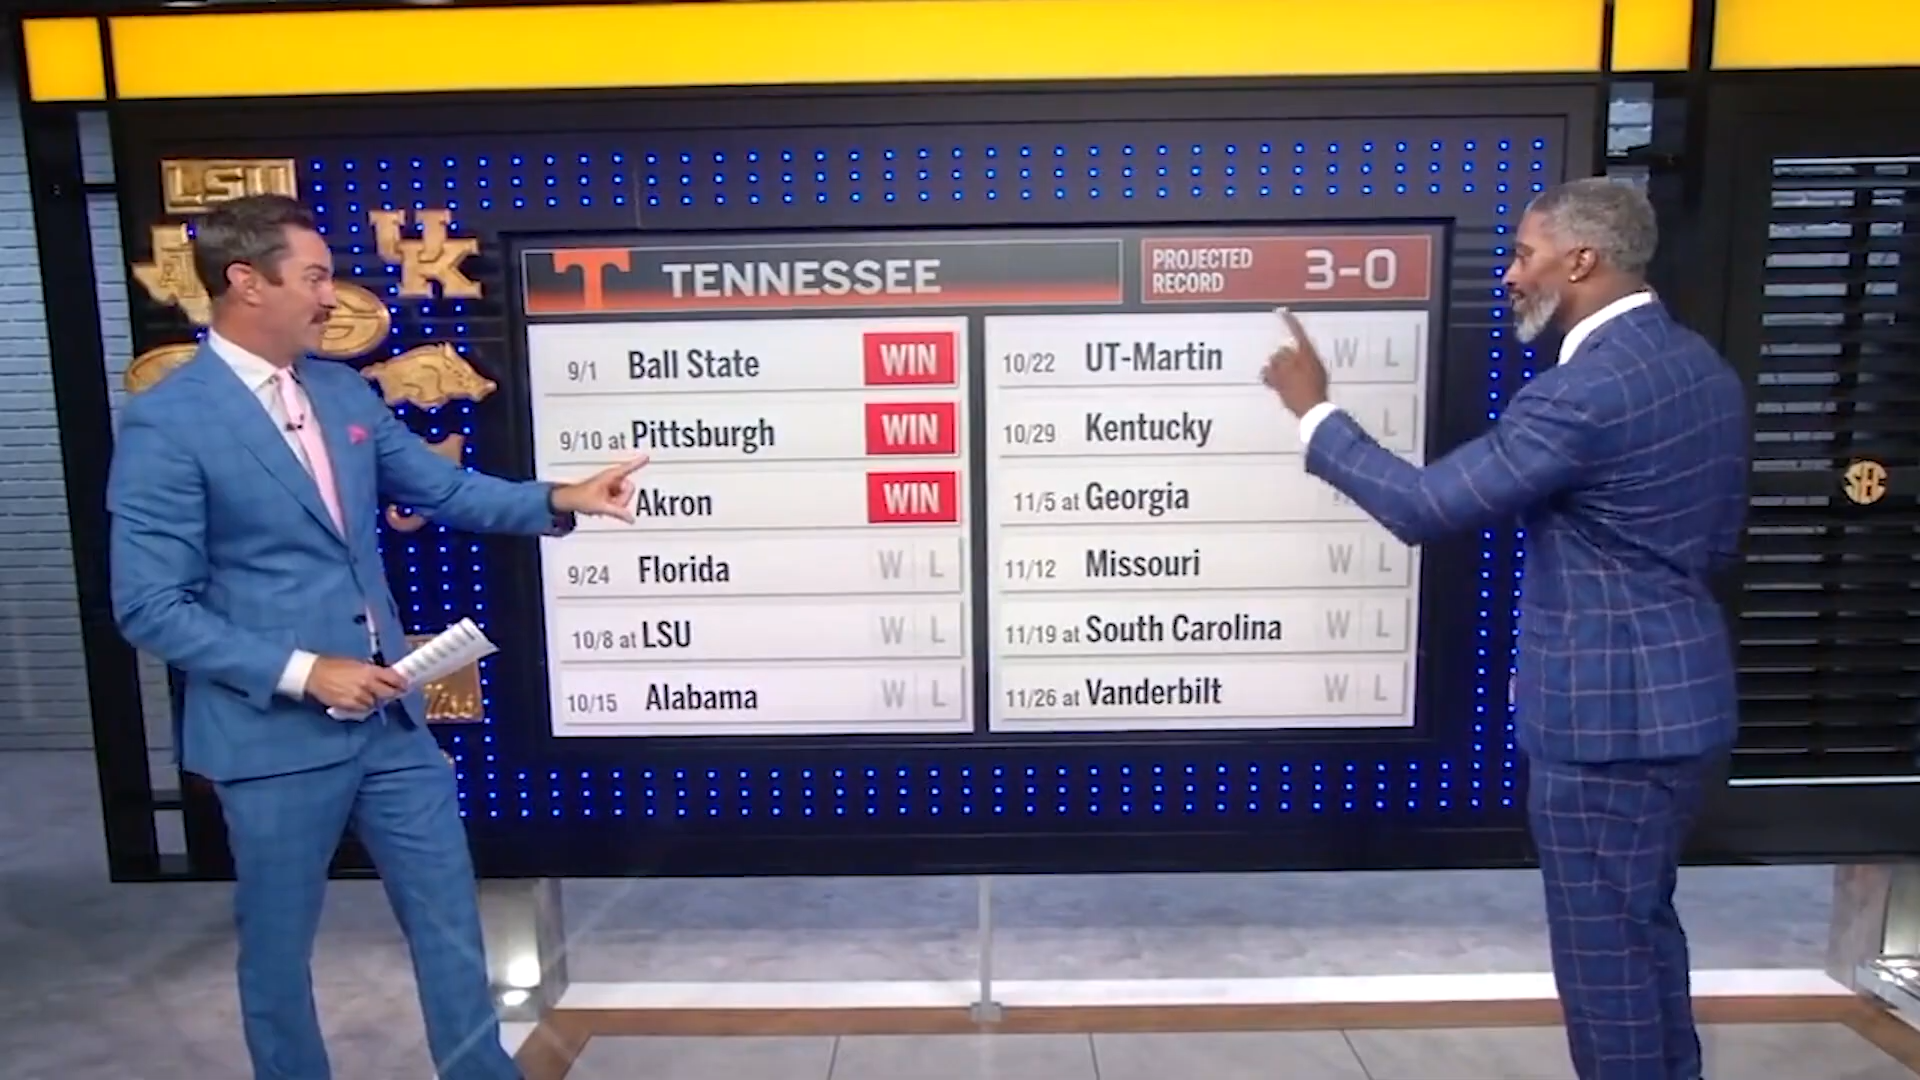 LSU
UK
T TENNESSEE
PROJECTED
RECORD
3-0
9/1 Ball State WIN
9/10 at Pittsburgh WIN
Akron WIN
9/24 Florida W L
10/8 at LSU W L
10/15 Alabama W L
10/22 UT-Martin W L
10/29 Kentucky L
11/5 at Georgia
11/12 Missouri W L
11/19 at South Carolina W L
11/26 at Vanderbilt W L
SEC